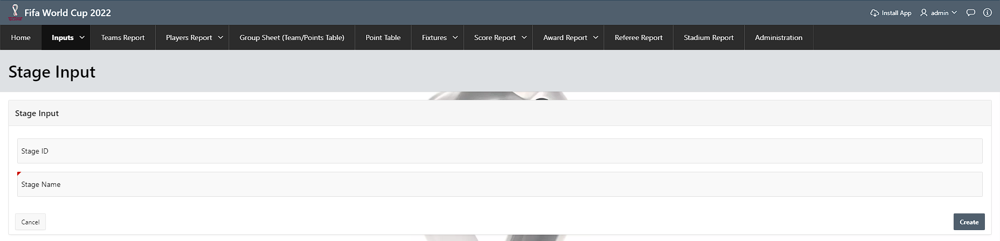 Fifa World Cup 2022
Install App admin
Home Inputs Teams Report Players Report Group Sheet (Team/Points Table) Point Table Fixtures Score Report Award Report Referee Report Stadium Report Administration
Stage Input
Stage Input
Stage ID
Stage Name
Cancel Create